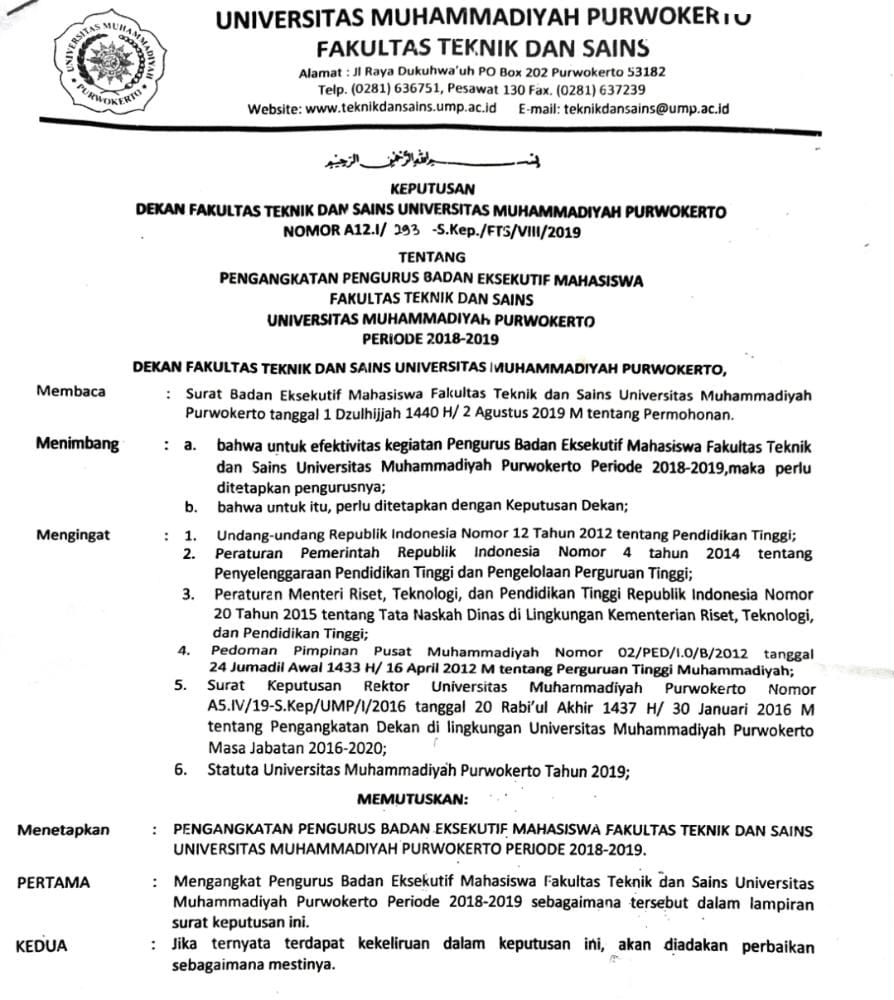 UNIVERSITAS MUHAMMADIYAH PURWOKERTO
UNIVERSITAS MUHAMMADIYAH PURWOKERTO
FAKULTAS TEKNIK DAN SAINS
Alamat : Jl Raya Dukuhwa'uh PO Box 202 Purwokerto 53182
Telp. (0281) 636751, Pesawat 130 Fax. (0281) 637239
Website: www.teknikdansains.ump.ac.id E-mail: teknikdansains@ump.ac.id
بسم الله الرحمن الرحيم
KEPUTUSAN
DEKAN FAKULTAS TEKNIK DAN SAINS UNIVERSITAS MUHAMMADIYAH PURWOKERTO
NOMOR A12.I/ 293 -S.Kep./FTS/VIII/2019
TENTANG
PENGANGKATAN PENGURUS BADAN EKSEKUTIF MAHASISWA
FAKULTAS TEKNIK DAN SAINS
UNIVERSITAS MUHAMMADIYAH PURWOKERTO
PERIODE 2018-2019
DEKAN FAKULTAS TEKNIK DAN SAINS UNIVERSITAS MUHAMMADIYAH PURWOKERTO,
Membaca : Surat Badan Eksekutif Mahasiswa Fakultas Teknik dan Sains Universitas Muhammadiyah
Purwokerto tanggal 1 Dzulhijjah 1440 H/ 2 Agustus 2019 M tentang Permohonan.
Menimbang : a. bahwa untuk efektivitas kegiatan Pengurus Badan Eksekutif Mahasiswa Fakultas Teknik
dan Sains Universitas Muhammadiyah Purwokerto Periode 2018-2019,maka perlu
ditetapkan pengurusnya;
b. bahwa untuk itu, perlu ditetapkan dengan Keputusan Dekan;
Mengingat : 1. Undang-undang Republik Indonesia Nomor 12 Tahun 2012 tentang Pendidikan Tinggi;
2. Peraturan Pemerintah Republik Indonesia Nomor 4 tahun 2014 tentang
Penyelenggaraan Pendidikan Tinggi dan Pengelolaan Perguruan Tinggi;
3. Peraturan Menteri Riset, Teknologi, dan Pendidikan Tinggi Republik Indonesia Nomor
20 Tahun 2015 tentang Tata Naskah Dinas di Lingkungan Kementerian Riset, Teknologi,
dan Pendidikan Tinggi;
4. Pedoman Pimpinan Pusat Muhammadiyah Nomor 02/PED/I.0/B/2012 tanggal
24 Jumadil Awal 1433 H/ 16 April 2012 M tentang Perguruan Tinggi Muhammadiyah;
5. Surat Keputusan Rektor Universitas Muhammadiyah Purwokerto Nomor
A5.IV/19-S.Kep/UMP/I/2016 tanggal 20 Rabi'ul Akhir 1437 H/ 30 Januari 2016 M
tentang Pengangkatan Dekan di lingkungan Universitas Muhammadiyah Purwokerto
Masa Jabatan 2016-2020;
6. Statuta Universitas Muhammadiyah Purwokerto Tahun 2019;
MEMUTUSKAN:
Menetapkan : PENGANGKATAN PENGURUS BADAN EKSEKUTIF MAHASISWA FAKULTAS TEKNIK DAN SAINS
UNIVERSITAS MUHAMMADIYAH PURWOKERTO PERIODE 2018-2019.
PERTAMA : Mengangkat Pengurus Badan Eksekutif Mahasiswa Fakultas Teknik dan Sains Universitas
Muhammadiyah Purwokerto Periode 2018-2019 sebagaimana tersebut dalam lampiran
surat keputusan ini.
KEDUA : Jika ternyata terdapat kekeliruan dalam keputusan ini, akan diadakan perbaikan
sebagaimana mestinya.